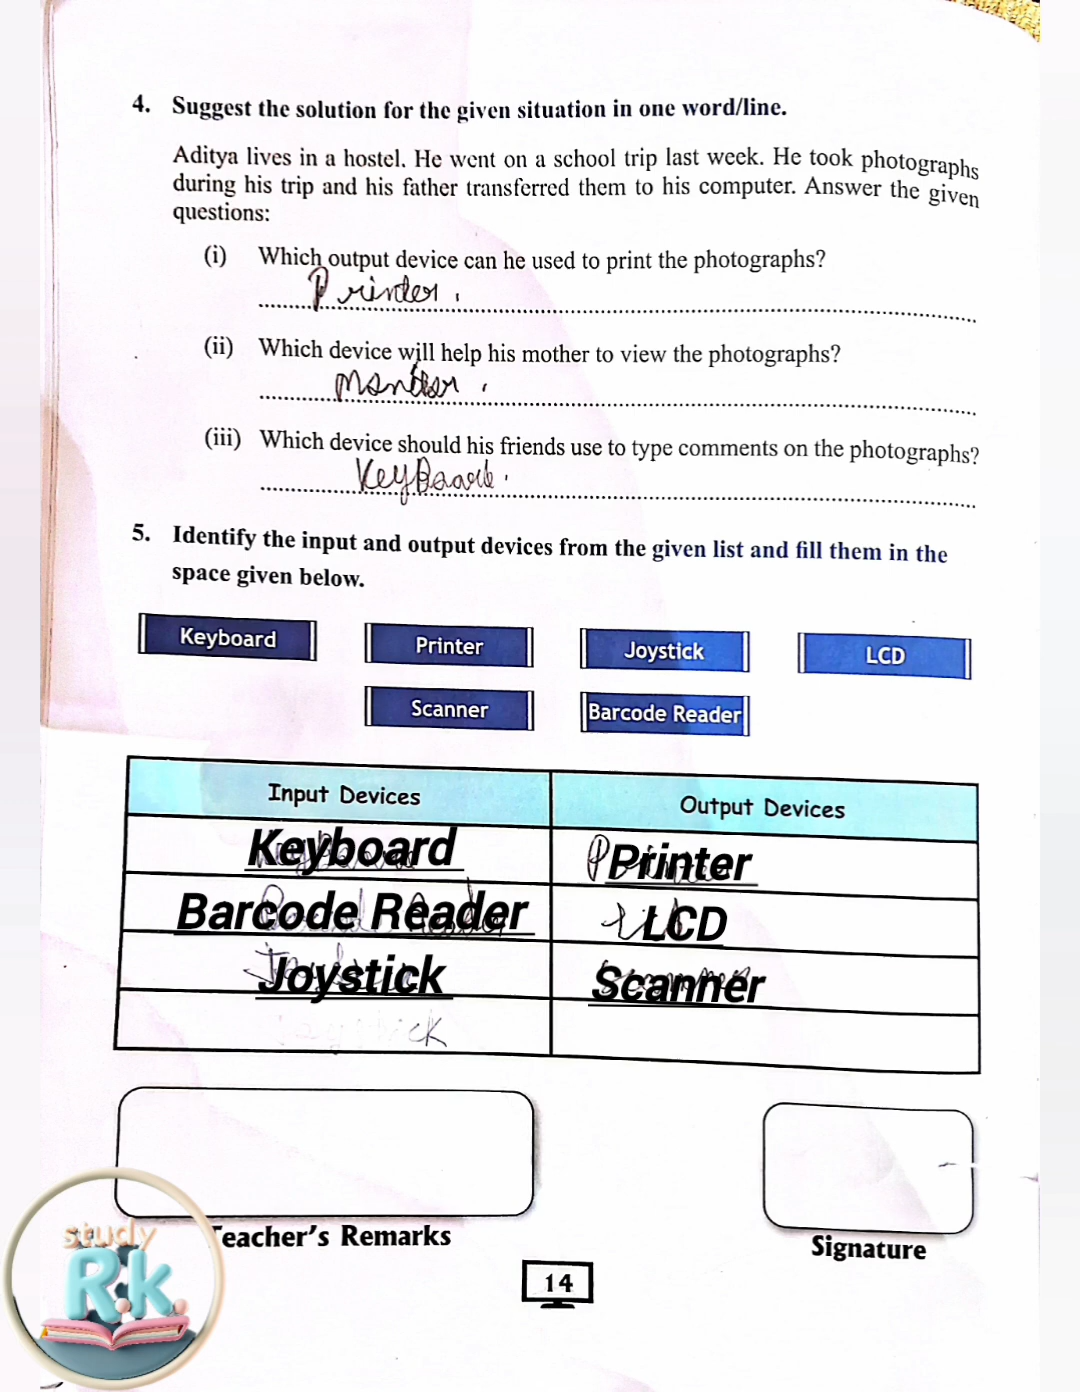 4. Suggest the solution for the given situation in one word/line.
Aditya lives in a hostel. He went on a school trip last week. He took photographs
during his trip and his father transferred them to his computer. Answer the given
questions:
(i) Which output device can he used to print the photographs?
Printer.
(ii) Which device will help his mother to view the photographs?
(iii) Which device should his friends use to type comments on the photographs?
5. Identify the input and output devices from the given list and fill them in the
space given below.
Keyboard Printer Joystick LCD
Scanner Barcode Reader
Input Devices Output Devices
Keyboard Printer
Barcode Reader LCD
Joystick Scanner
Teacher's Remarks
Signature
14
study
R.k.